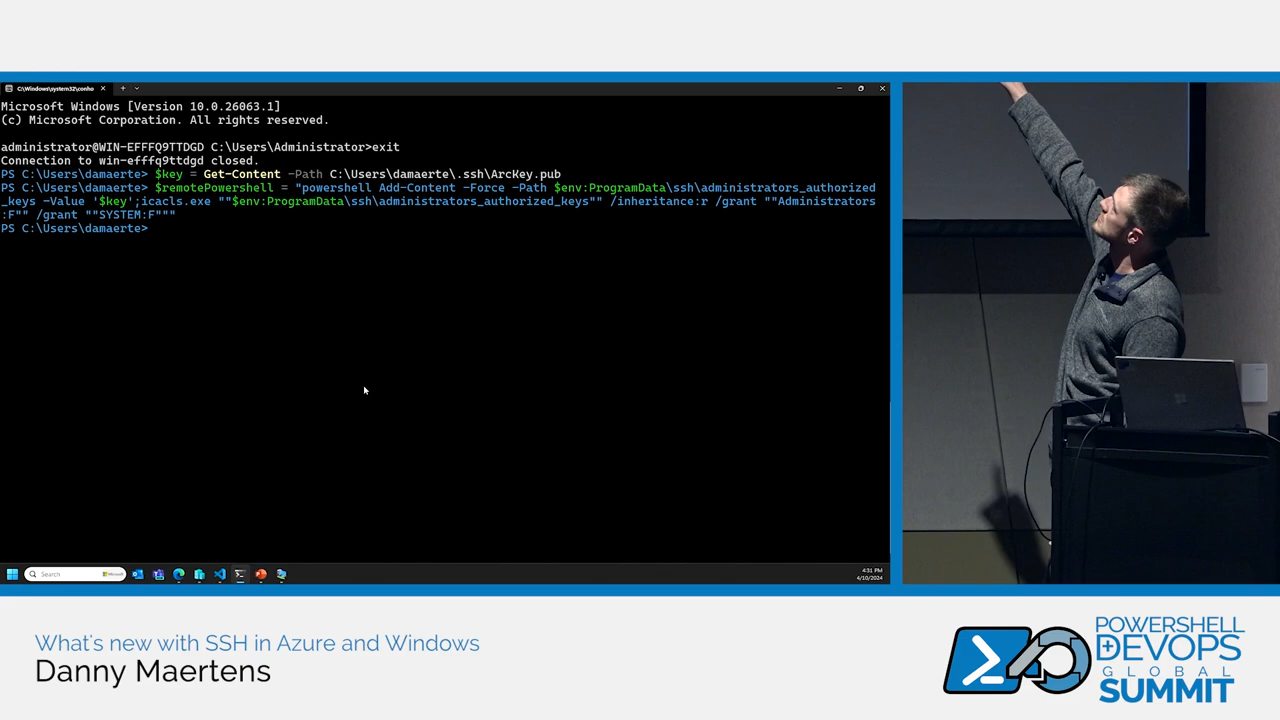 C:\Windows\system32\conho
Microsoft Windows [Version 10.0.26063.1]
(c) Microsoft Corporation. All rights reserved.
administrator@WIN-EFFFQ9TTDGD C:\Users\Administrator>exit
Connection to win-efffq9ttdgd closed.
PS C:\Users\damaerte> $key = Get-Content -Path C:\Users\damaerte\.ssh\ArcKey.pub
PS C:\Users\damaerte> $remotePowershell = "powershell Add-Content -Force -Path $env:ProgramData\ssh\administrators_authorized
_keys -Value '$key';icacls.exe ""$env:ProgramData\ssh\administrators_authorized_keys"" /inheritance:r /grant ""Administrators
:F"" /grant ""SYSTEM:F"""
PS C:\Users\damaerte>
Search
4:31 PM
4/10/2024
What's new with SSH in Azure and Windows
Danny Maertens
POWERSHELL
+ DEVOPS
GLOBAL
SUMMIT